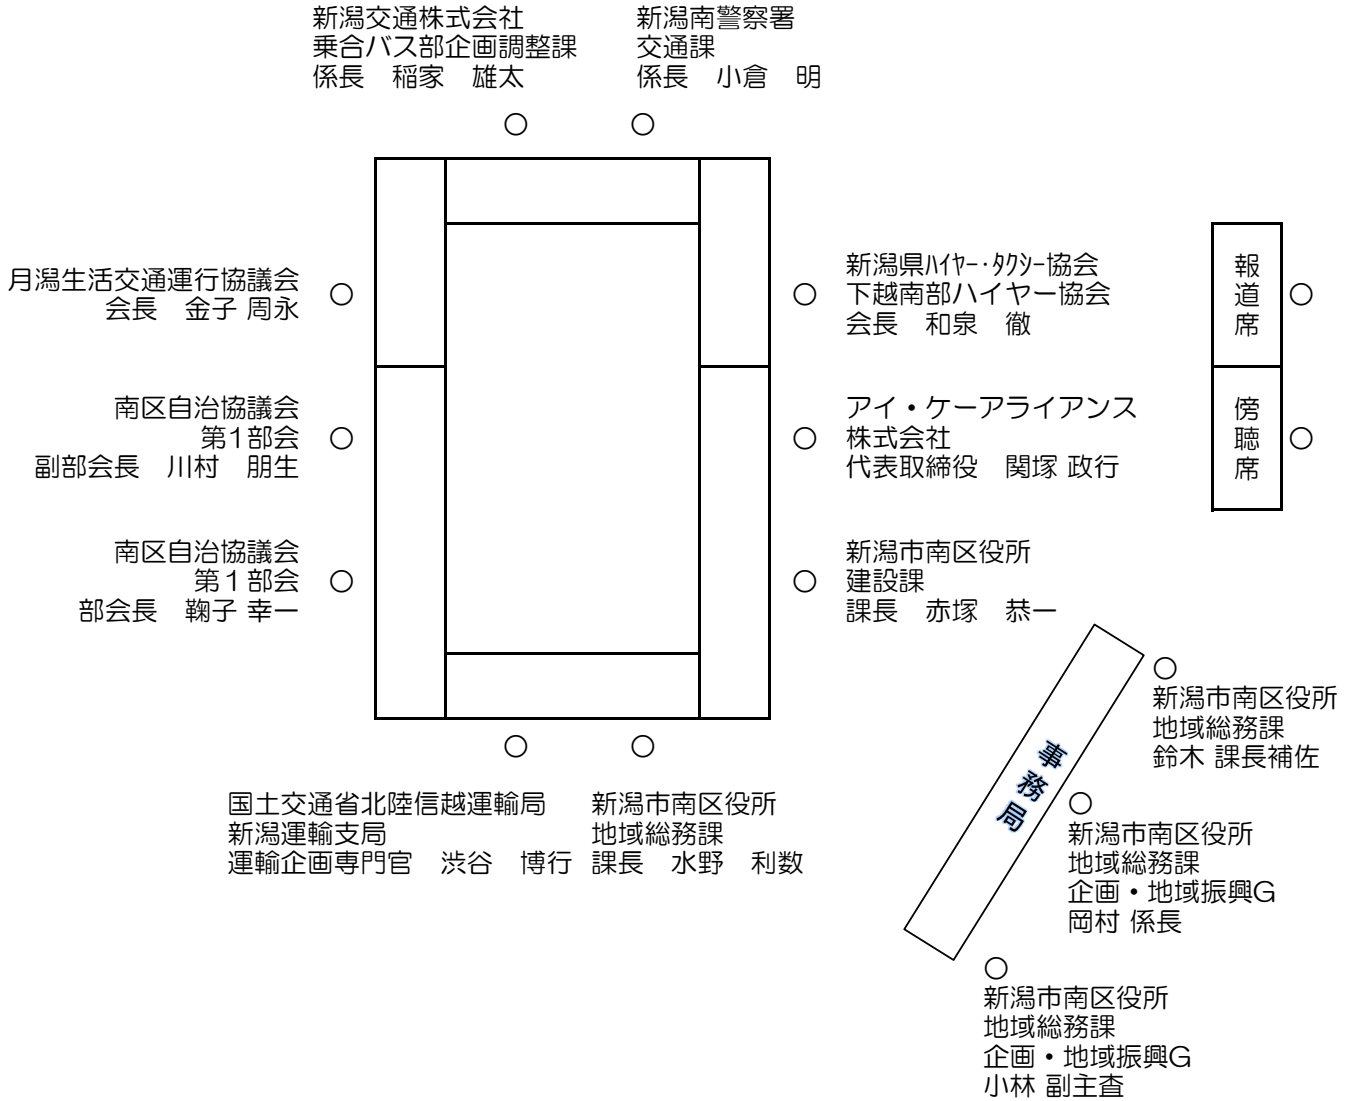 新潟交通株式会社
乗合バス部企画調整課
係長　稲家　雄太
新潟南警察署
交通課
係長　小倉　明
月潟生活交通運行協議会
会長　金子 周永
南区自治協議会
第1部会
副部会長　川村　朋生
南区自治協議会
第１部会
部会長　鞠子 幸一
新潟県ﾊｲﾔｰ･ﾀｸｼｰ協会
下越南部ハイヤー協会
会長　和泉　徹
アイ・ケーアライアンス
株式会社
代表取締役　関塚 政行
新潟市南区役所
建設課
課長　赤塚　恭一
報道席
傍聴席
国土交通省北陸信越運輸局
新潟運輸支局
運輸企画専門官　渋谷　博行
新潟市南区役所
地域総務課
課長　水野　利数
事務局
新潟市南区役所
地域総務課
鈴木 課長補佐
新潟市南区役所
地域総務課
企画・地域振興G
岡村 係長
新潟市南区役所
地域総務課
企画・地域振興G
小林 副主査